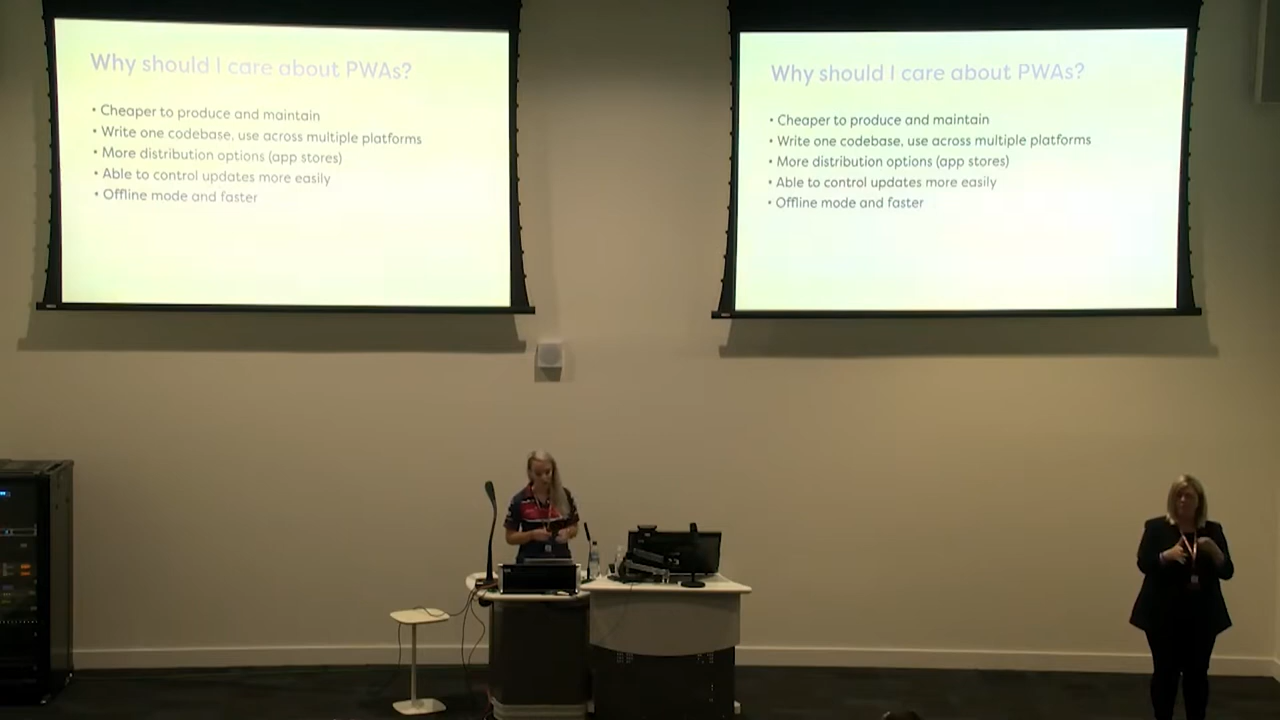 Why should I care about PWAs?
• Cheaper to produce and maintain
• Write one codebase, use across multiple platforms
• More distribution options (app stores)
• Able to control updates more easily
• Offline mode and faster
Why should I care about PWAs?
• Cheaper to produce and maintain
• Write one codebase, use across multiple platforms
• More distribution options (app stores)
• Able to control updates more easily
• Offline mode and faster